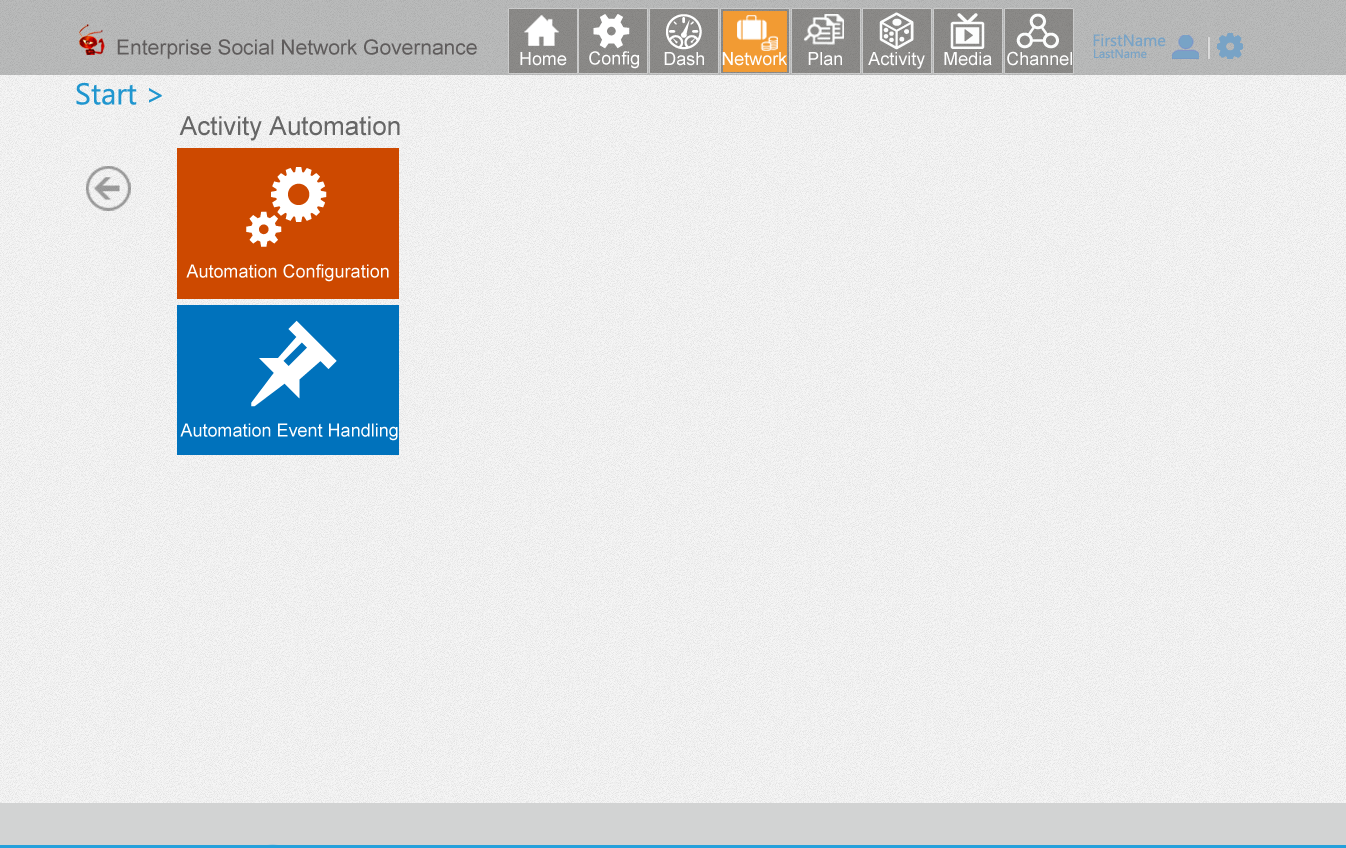 Enterprise Social Network Governance
Home
Config
Dash
Network
Plan
Activity
Media
Channel
FirstName
LastName
Start >
Activity Automation
Automation Configuration
Automation Event Handling